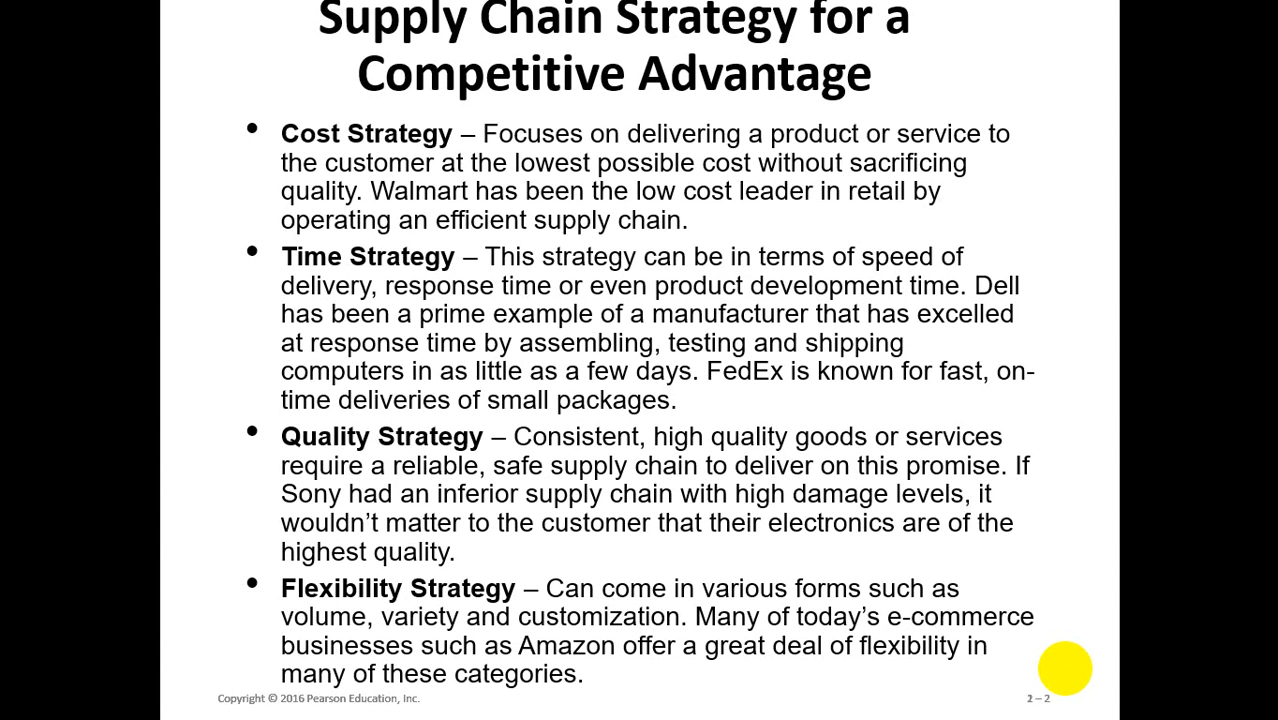 Supply Chain Strategy for a
Competitive Advantage
• Cost Strategy – Focuses on delivering a product or service to
the customer at the lowest possible cost without sacrificing
quality. Walmart has been the low cost leader in retail by
operating an efficient supply chain.
• Time Strategy – This strategy can be in terms of speed of
delivery, response time or even product development time. Dell
has been a prime example of a manufacturer that has excelled
at response time by assembling, testing and shipping
computers in as little as a few days. FedEx is known for fast, on-
time deliveries of small packages.
• Quality Strategy – Consistent, high quality goods or services
require a reliable, safe supply chain to deliver on this promise. If
Sony had an inferior supply chain with high damage levels, it
wouldn’t matter to the customer that their electronics are of the
highest quality.
• Flexibility Strategy – Can come in various forms such as
volume, variety and customization. Many of today’s e-commerce
businesses such as Amazon offer a great deal of flexibility in
many of these categories.
Copyright © 2016 Pearson Education, Inc.
– 2